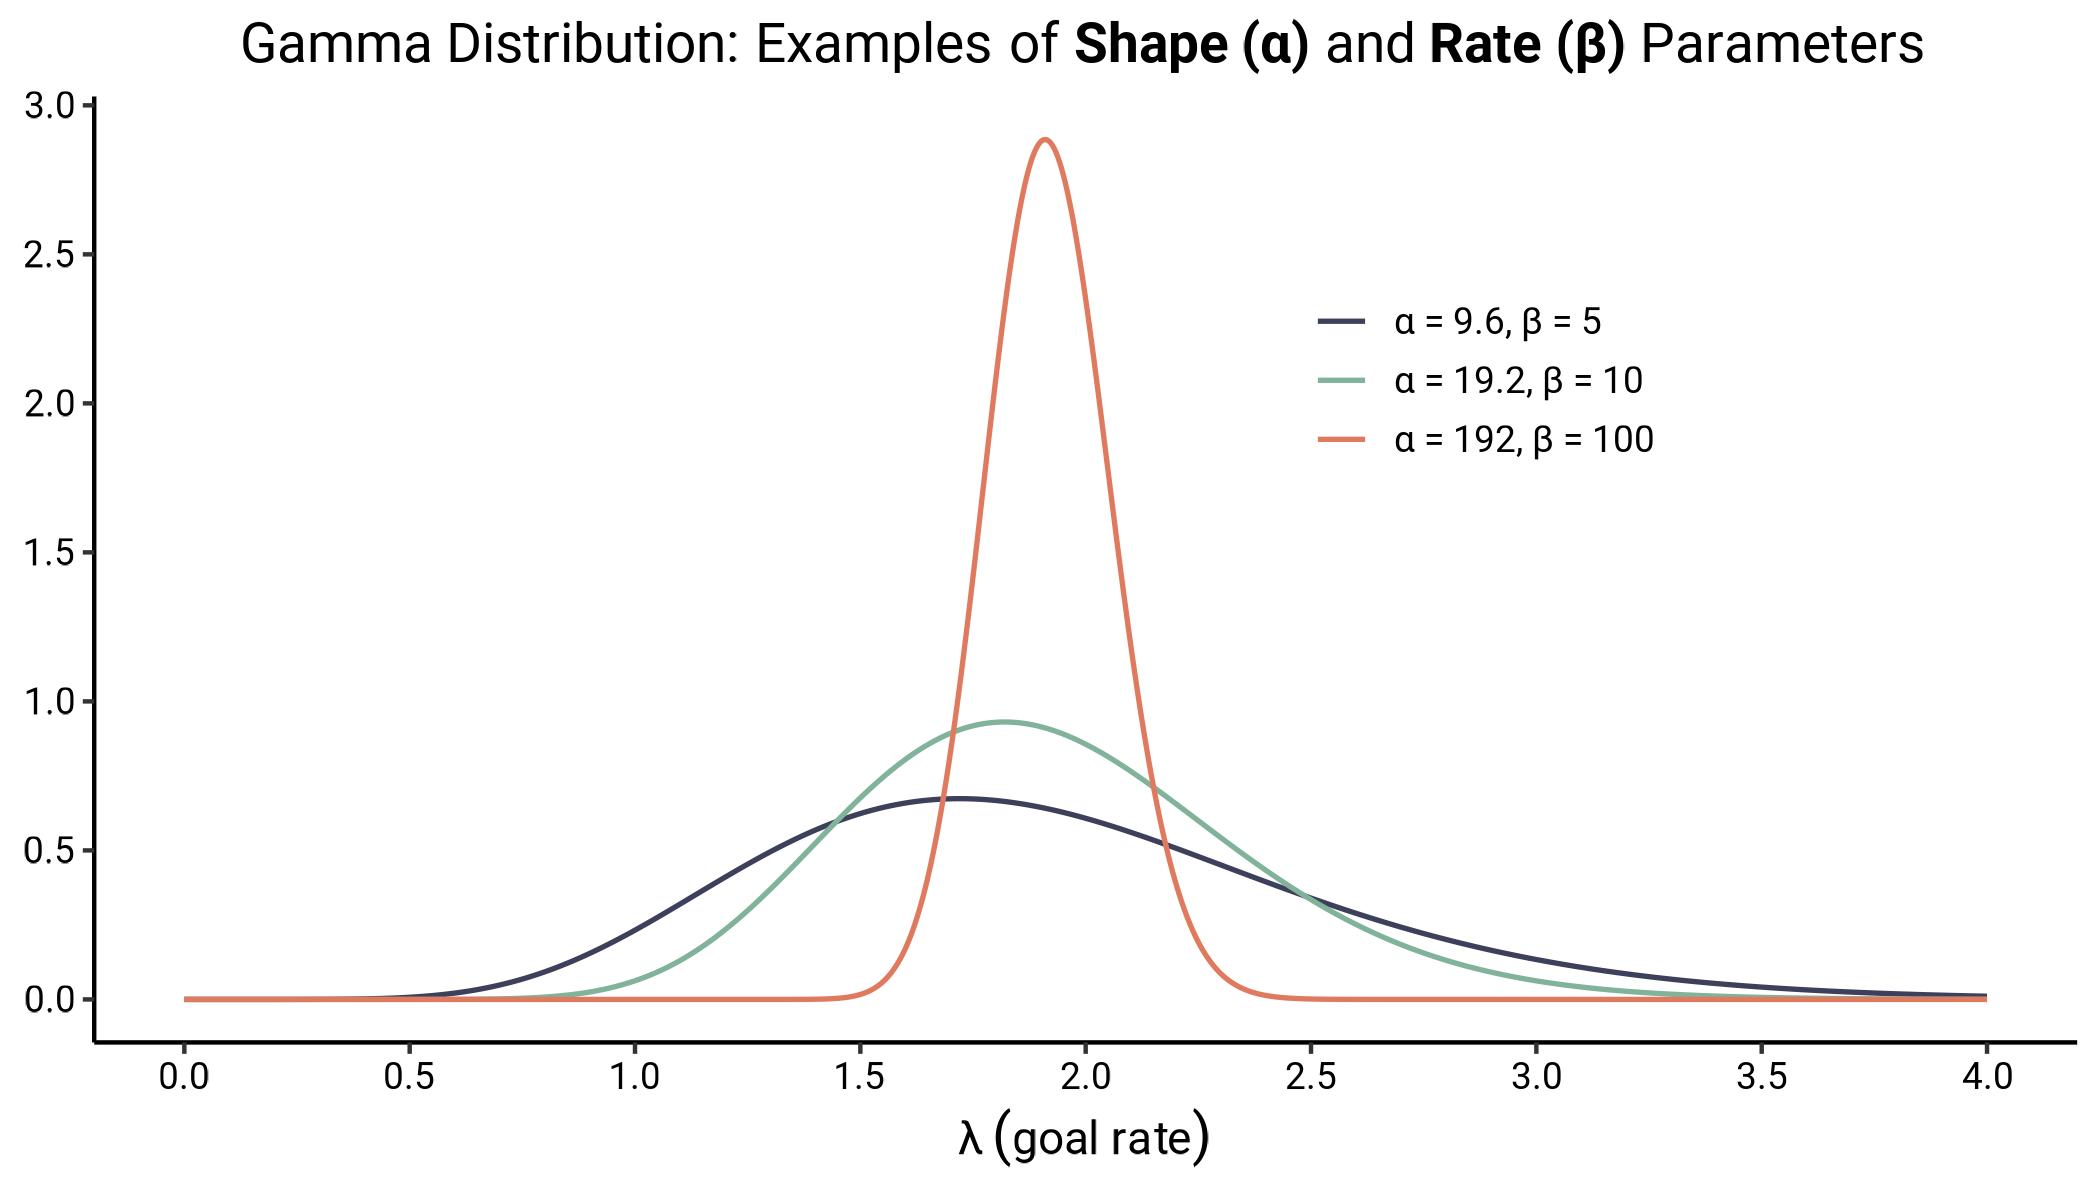 Gamma Distribution: Examples of Shape (α) and Rate (β) Parameters
3.0
2.5
2.0
1.5
1.0
0.5
0.0
α = 9.6, β = 5
α = 19.2, β = 10
α = 192, β = 100
0.0 0.5 1.0 1.5 2.0 2.5 3.0 3.5 4.0
λ (goal rate)